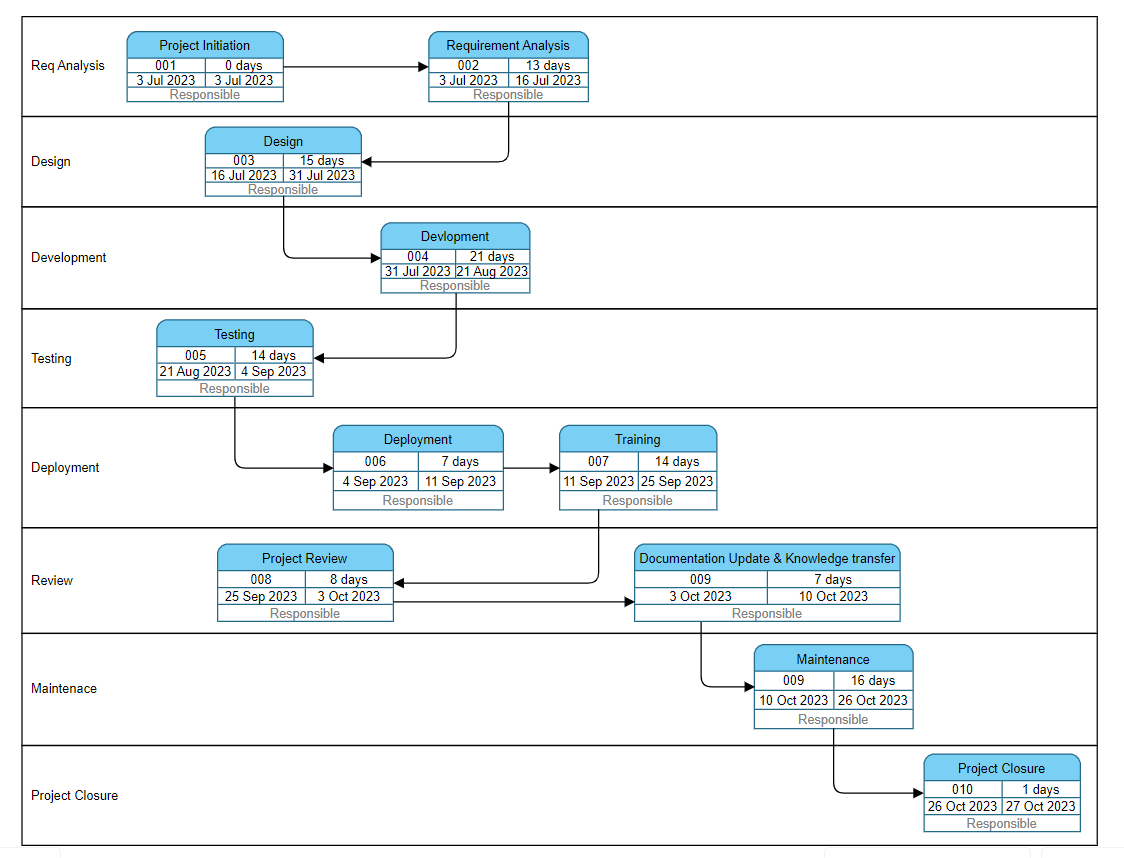 Req Analysis
Project Initiation
001 0 days
3 Jul 2023 3 Jul 2023
Responsible
Requirement Analysis
002 13 days
3 Jul 2023 16 Jul 2023
Responsible
Design
Design
003 15 days
16 Jul 2023 31 Jul 2023
Responsible
Development
Devlopment
004 21 days
31 Jul 2023 21 Aug 2023
Responsible
Testing
Testing
005 14 days
21 Aug 2023 4 Sep 2023
Responsible
Deployment
Deployment
006 7 days
4 Sep 2023 11 Sep 2023
Responsible
Training
007 14 days
11 Sep 2023 25 Sep 2023
Responsible
Review
Project Review
008 8 days
25 Sep 2023 3 Oct 2023
Responsible
Documentation Update & Knowledge transfer
009 7 days
3 Oct 2023 10 Oct 2023
Responsible
Maintenace
Maintenance
009 16 days
10 Oct 2023 26 Oct 2023
Responsible
Project Closure
Project Closure
010 1 days
26 Oct 2023 27 Oct 2023
Responsible